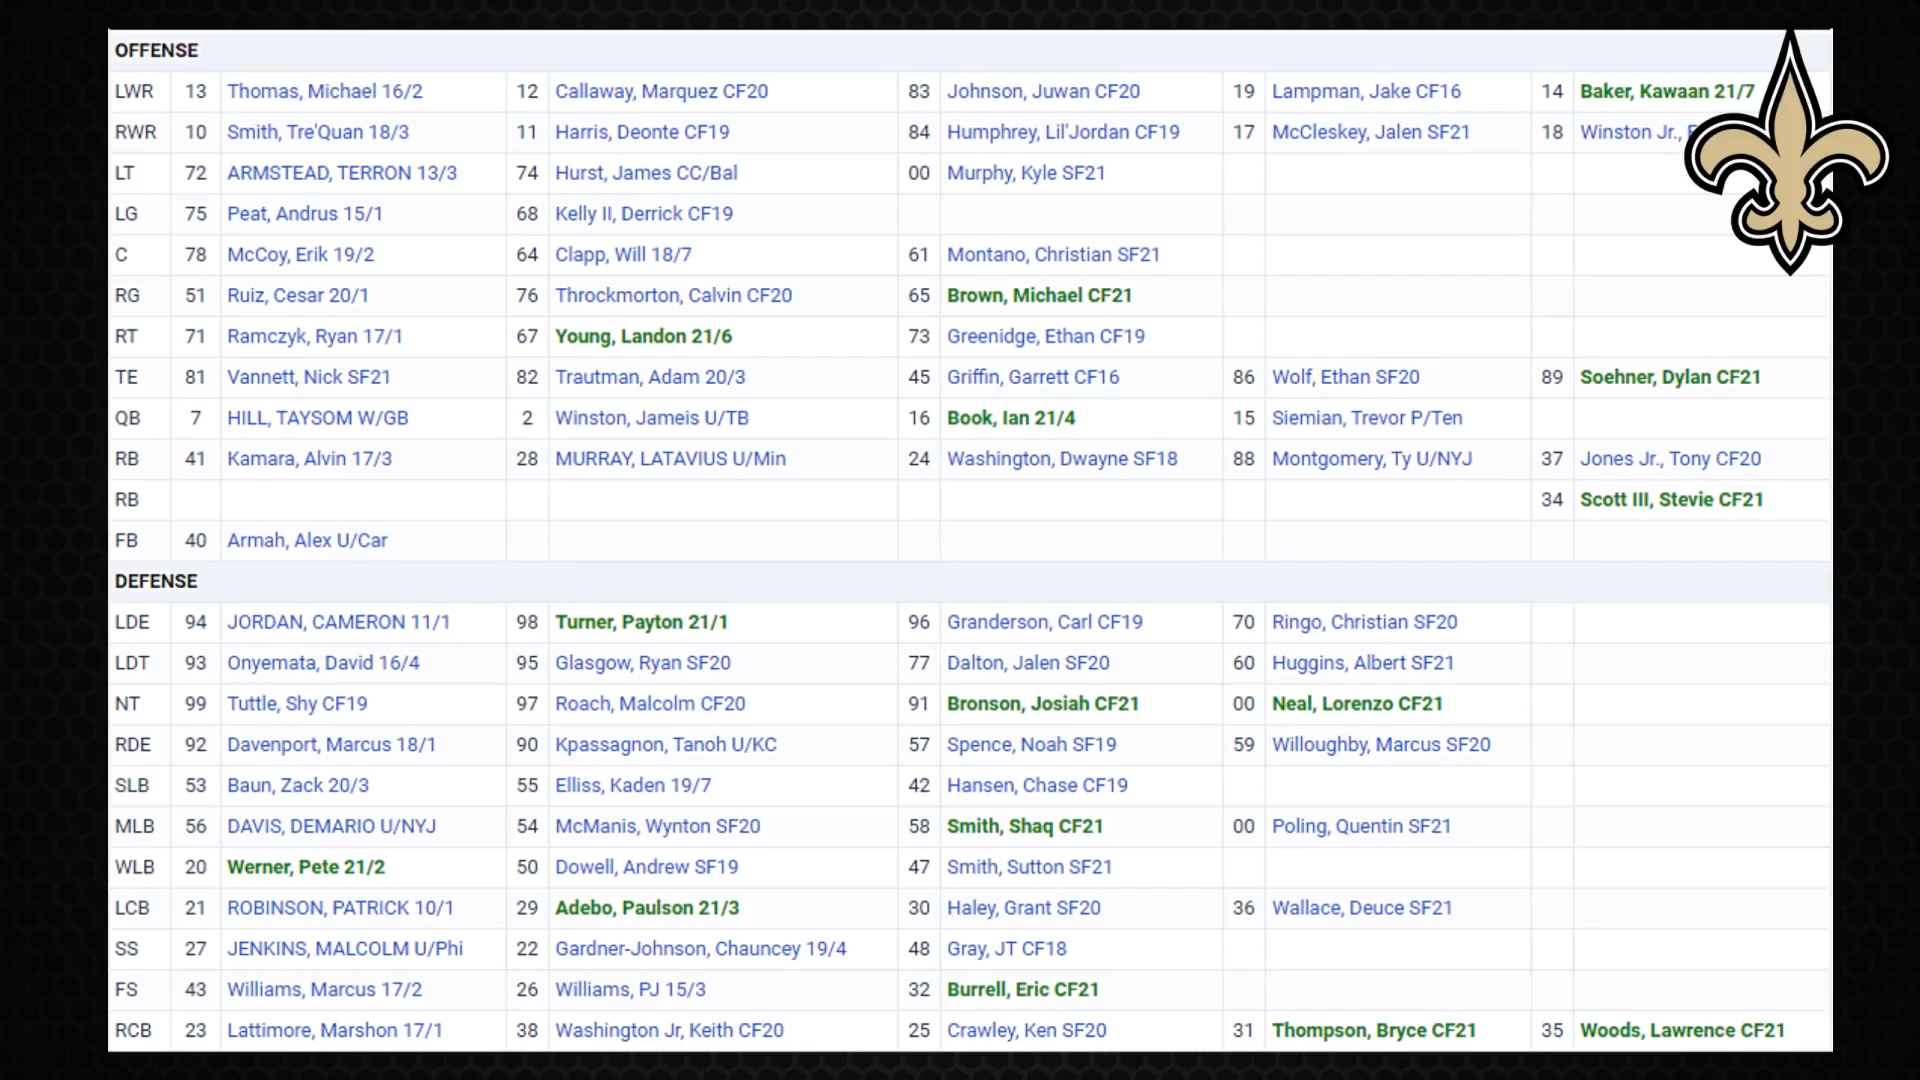 OFFENSE
LWR 13 Thomas, Michael 16/2 12 Callaway, Marquez CF20 83 Johnson, Juwan CF20 19 Lampman, Jake CF16 14 Baker, Kawaan 21/7
RWR 10 Smith, Tre'Quan 18/3 11 Harris, Deonte CF19 84 Humphrey, Lil'Jordan CF19 17 McCleskey, Jalen SF21 18 Winston Jr.,
LT 72 ARMSTEAD, TERRON 13/3 74 Hurst, James CC/Bal 00 Murphy, Kyle SF21
LG 75 Peat, Andrus 15/1 68 Kelly II, Derrick CF19
C 78 McCoy, Erik 19/2 64 Clapp, Will 18/7 61 Montano, Christian SF21
RG 51 Ruiz, Cesar 20/1 76 Throckmorton, Calvin CF20 65 Brown, Michael CF21
RT 71 Ramczyk, Ryan 17/1 67 Young, Landon 21/6 73 Greenidge, Ethan CF19
TE 81 Vannett, Nick SF21 82 Trautman, Adam 20/3 45 Griffin, Garrett CF16 86 Wolf, Ethan SF20 89 Soehner, Dylan CF21
QB 7 HILL, TAYSOM W/GB 2 Winston, Jameis U/TB 16 Book, Ian 21/4 15 Siemian, Trevor P/Ten
RB 41 Kamara, Alvin 17/3 28 MURRAY, LATAVIUS U/Min 24 Washington, Dwayne SF18 88 Montgomery, Ty U/NYJ 37 Jones Jr., Tony CF20
RB 34 Scott III, Stevie CF21
FB 40 Armah, Alex U/Car
DEFENSE
LDE 94 JORDAN, CAMERON 11/1 98 Turner, Payton 21/1 96 Granderson, Carl CF19 70 Ringo, Christian SF20
LDT 93 Onyemata, David 16/4 95 Glasgow, Ryan SF20 77 Dalton, Jalen SF20 60 Huggins, Albert SF21
NT 99 Tuttle, Shy CF19 97 Roach, Malcolm CF20 91 Bronson, Josiah CF21 00 Neal, Lorenzo CF21
RDE 92 Davenport, Marcus 18/1 90 Kpassagnon, Tanoh U/KC 57 Spence, Noah SF19 59 Willoughby, Marcus SF20
SLB 53 Baun, Zack 20/3 55 Elliss, Kaden 19/7 42 Hansen, Chase CF19
MLB 56 DAVIS, DEMARIO U/NYJ 54 McManis, Wynton SF20 58 Smith, Shaq CF21 00 Poling, Quentin SF21
WLB 20 Werner, Pete 21/2 50 Dowell, Andrew SF19 47 Smith, Sutton SF21
LCB 21 ROBINSON, PATRICK 10/1 29 Adebo, Paulson 21/3 30 Haley, Grant SF20 36 Wallace, Deuce SF21
SS 27 JENKINS, MALCOLM U/Phi 22 Gardner-Johnson, Chauncey 19/4 48 Gray, JT CF18
FS 43 Williams, Marcus 17/2 26 Williams, PJ 15/3 32 Burrell, Eric CF21
RCB 23 Lattimore, Marshon 17/1 38 Washington Jr, Keith CF20 25 Crawley, Ken SF20 31 Thompson, Bryce CF21 35 Woods, Lawrence CF21